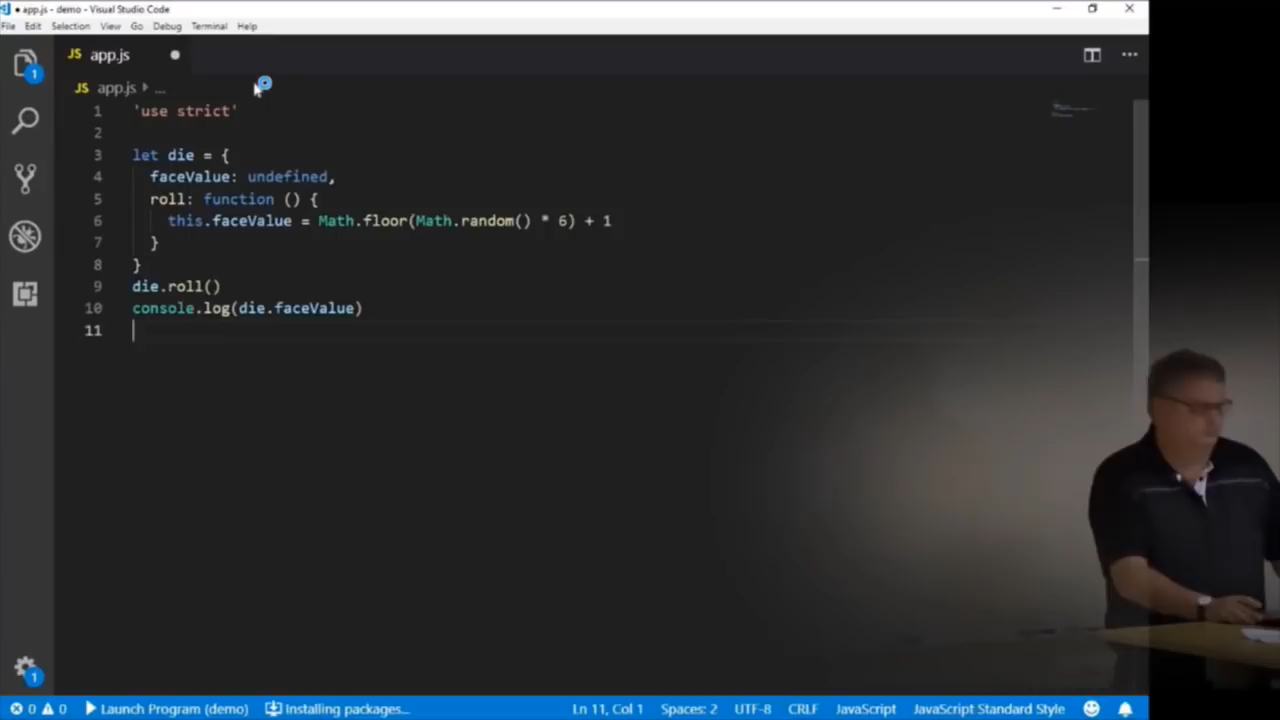 app.js - demo - Visual Studio Code
File Edit Selection View Go Debug Terminal Help
JS app.js
JS app.js ...
1 'use strict'
2
3 let die = {
4 faceValue: undefined,
5 roll: function () {
6 this.faceValue = Math.floor(Math.random() * 6) + 1
7 }
8 }
9 die.roll()
10 console.log(die.faceValue)
11
1
1
0 0 Launch Program (demo) Installing packages... Ln 11, Col 1 Spaces: 2 UTF-8 CRLF JavaScript JavaScript Standard Style